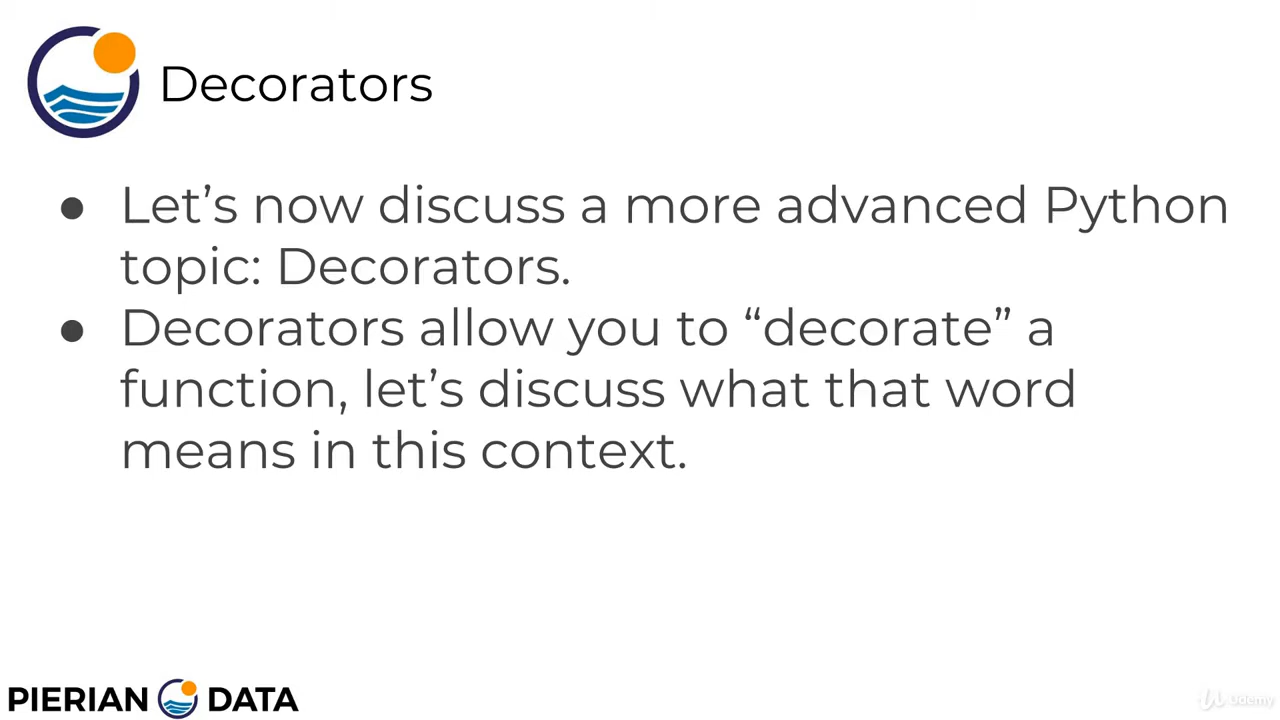 Decorators
● Let’s now discuss a more advanced Python
topic: Decorators.
● Decorators allow you to “decorate” a
function, let’s discuss what that word
means in this context.
PIERIAN DATA
Udemy